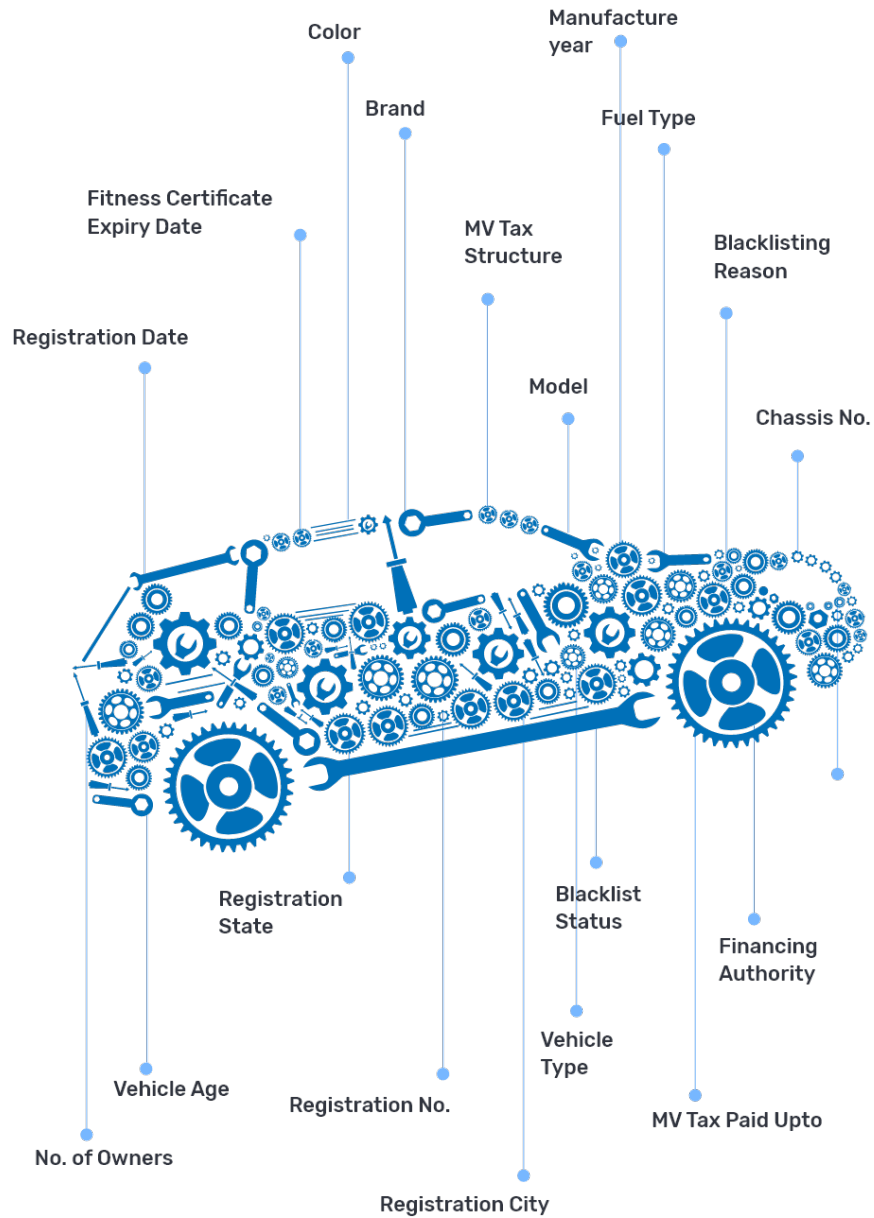 Manufacture
year
Color
Brand
Fuel Type
Fitness Certificate
Expiry Date
MV Tax
Structure
Blacklisting
Reason
Registration Date
Model
Chassis No.
Registration
State
Blacklist
Status
Financing
Authority
Vehicle
Type
Vehicle Age
Registration No.
MV Tax Paid Upto
No. of Owners
Registration City